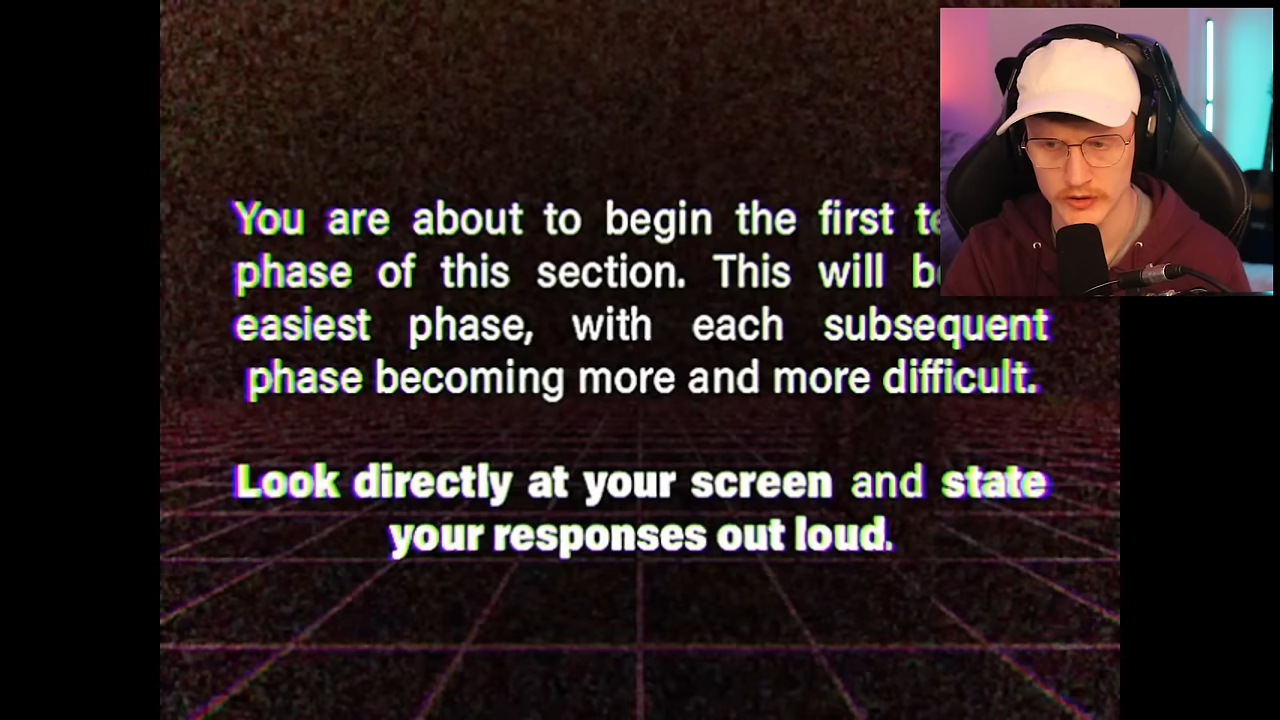 You are about to begin the first
phase of this section. This will
easiest phase, with each subsequent
phase becoming more and more difficult.
Look directly at your screen and state
your responses out loud.